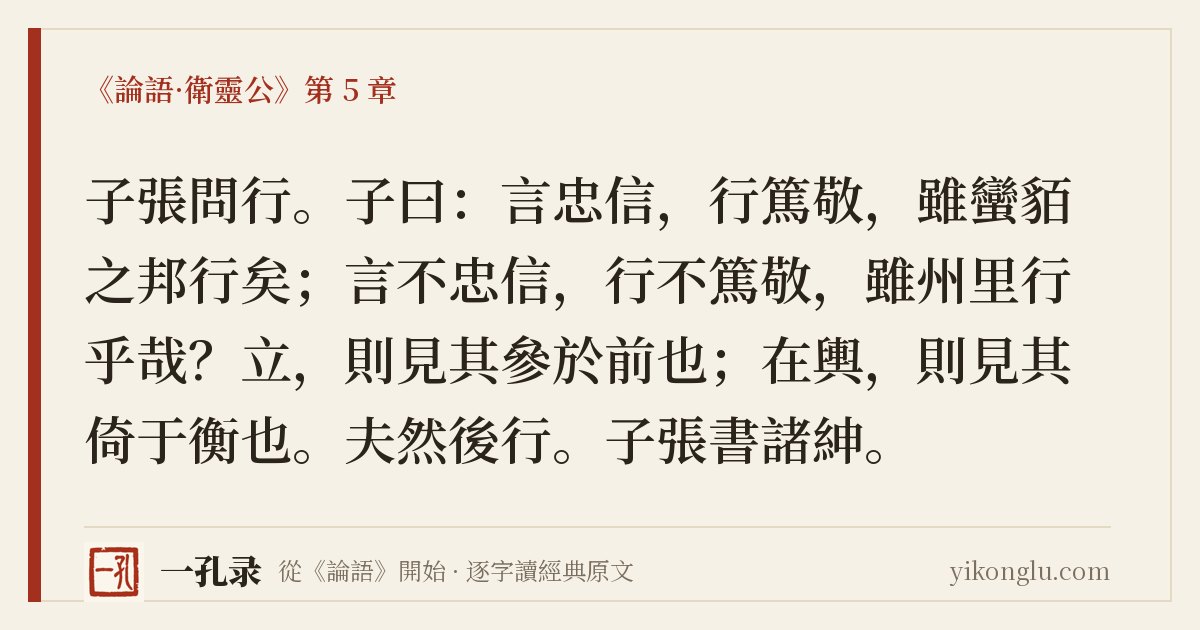 《論語·衛靈公》第 5 章
子張問行。子曰：言忠信，行篤敬，雖蠻貊
之邦行矣；言不忠信，行不篤敬，雖州里行
乎哉？立，則見其參於前也；在輿，則見其
倚于衡也。夫然後行。子張書諸紳。
一孔
一孔录 從《論語》開始 · 逐字讀經典原文
yikonglu.com